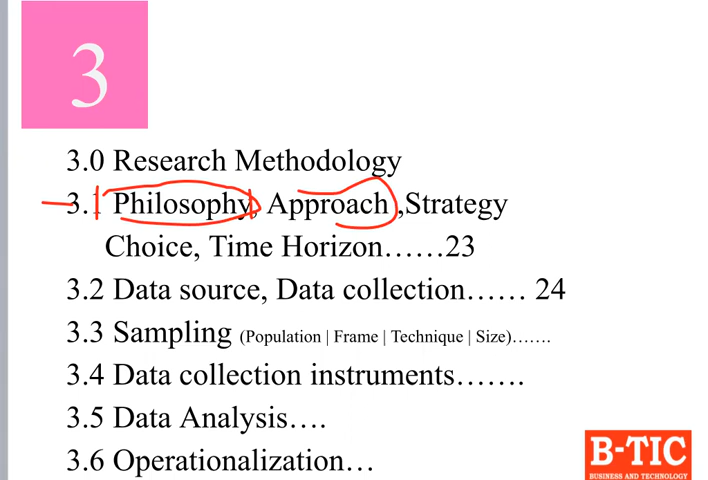 3
3.0 Research Methodology
3.1 Philosophy, Approach ,Strategy
Choice, Time Horizon……23
3.2 Data source, Data collection…… 24
3.3 Sampling (Population | Frame | Technique | Size)…….
3.4 Data collection instruments…….
3.5 Data Analysis….
3.6 Operationalization…
B-TIC
BUSINESS AND TECHNOLOGY